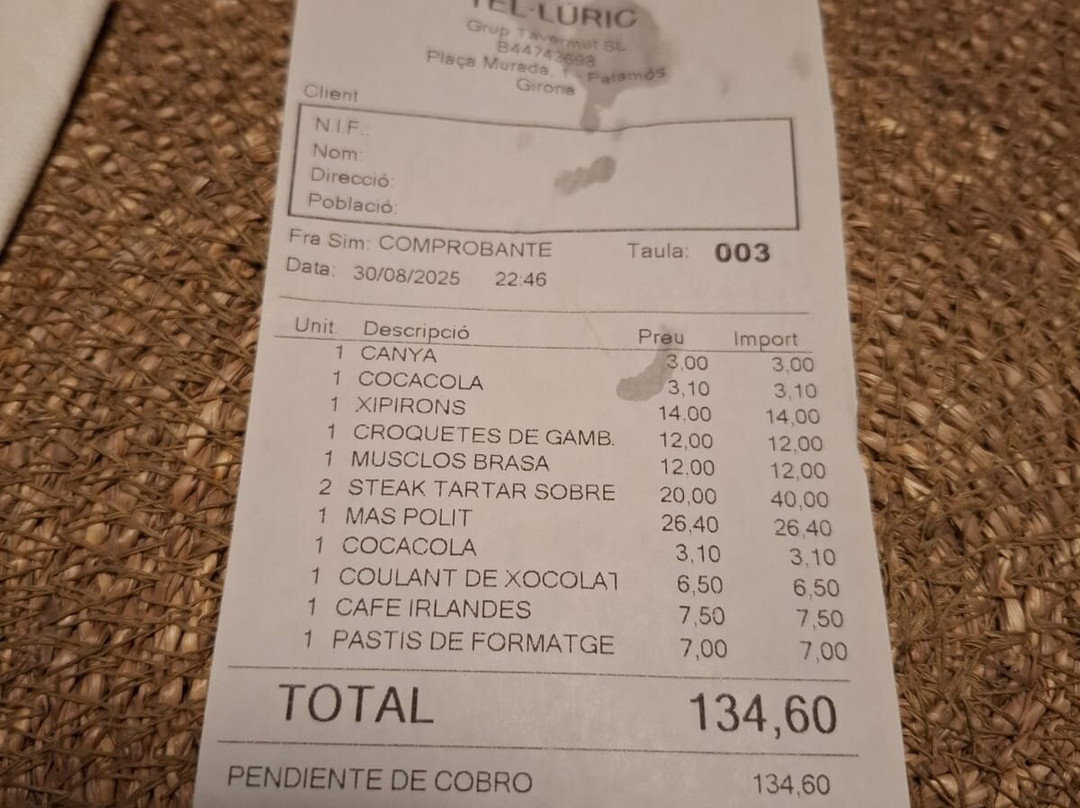 TEL·LÚRIC
Grup Tavermut SL
B44743698
Plaça Murada, 1 - Palamós
Girona
Client
N.I.F.:
Nom:
Direcció:
Població:
Fra Sim: COMPROBANTE Taula: 003
Data: 30/08/2025 22:46
Unit. Descripció Preu Import
1 CANYA 3,00 3,00
1 COCACOLA 3,10 3,10
1 XIPIRONS 14,00 14,00
1 CROQUETES DE GAMB. 12,00 12,00
1 MUSCLOS BRASA 12,00 12,00
2 STEAK TARTAR SOBRE 20,00 40,00
1 MAS POLIT 26,40 26,40
1 COCACOLA 3,10 3,10
1 COULANT DE XOCOLAT 6,50 6,50
1 CAFE IRLANDES 7,50 7,50
1 PASTIS DE FORMATGE 7,00 7,00
TOTAL 134,60
PENDIENTE DE COBRO 134,60